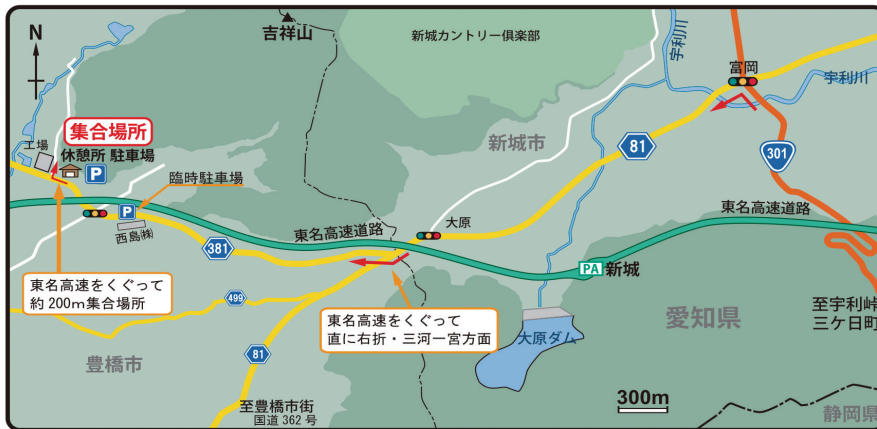 N
吉祥山
新城カントリー倶楽部
宇利川
富岡
宇利川
工場
集合場所
休憩所 駐車場
P
新城市
81
301
臨時駐車場
P
西島㈱
大原
東名高速道路
東名高速道路
381
PA 新城
東名高速をくぐって
約200m集合場所
499
東名高速をくぐって
直に右折・三河一宮方面
大原ダム
愛知県
至宇利峠
三ケ日町
豊橋市
81
至豊橋市街
国道362号
300m
静岡県